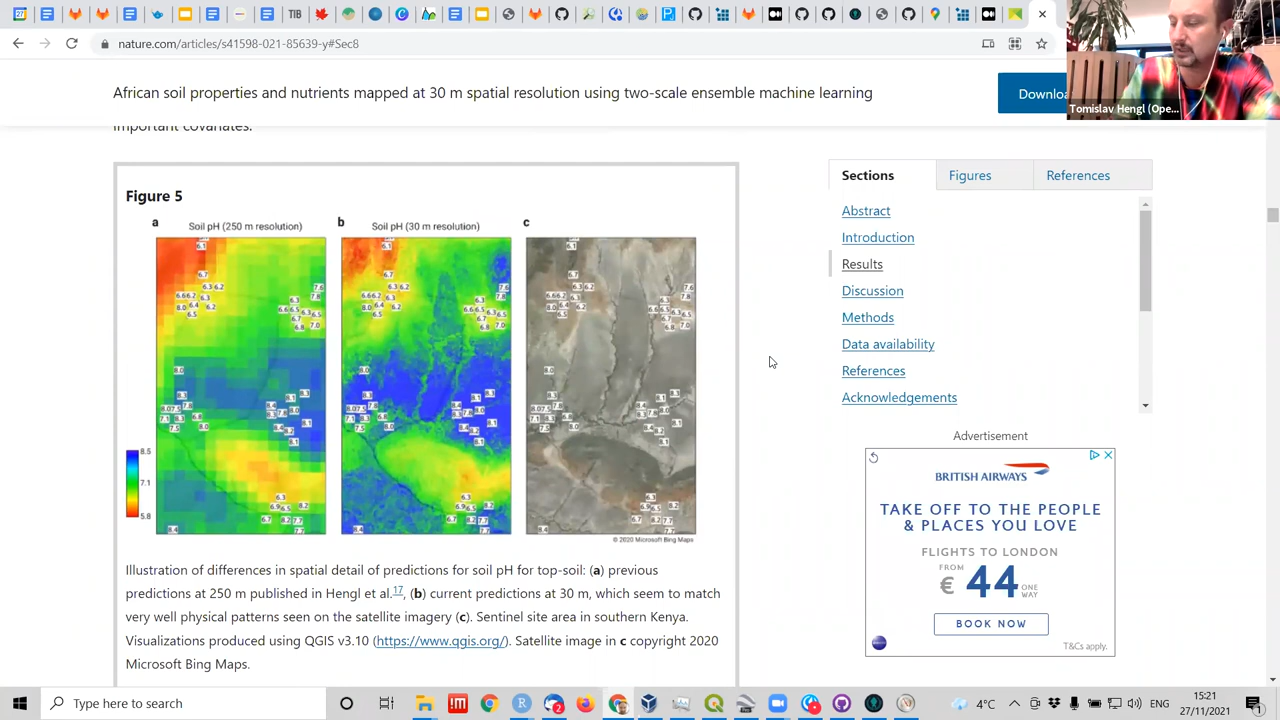 nature.com/articles/s41598-021-85639-y#Sec8
African soil properties and nutrients mapped at 30 m spatial resolution using two-scale ensemble machine learning
Downloa
Tomislav Hengl (Ope...
important covariates.
Figure 5
a
Soil pH (250 m resolution)
b
Soil pH (30 m resolution)
c
8.5
7.1
5.8
© 2020 Microsoft Bing Maps
Illustration of differences in spatial detail of predictions for soil pH for top-soil: (a) previous
predictions at 250 m published in Hengl et al.17, (b) current predictions at 30 m, which seem to match
very well physical patterns seen on the satellite imagery (c). Sentinel site area in southern Kenya.
Visualizations produced using QGIS v3.10 (https://www.qgis.org/). Satellite image in c copyright 2020
Microsoft Bing Maps.
Sections
Figures
References
Abstract
Introduction
Results
Discussion
Methods
Data availability
References
Acknowledgements
Advertisement
BRITISH AIRWAYS
TAKE OFF TO THE PEOPLE
& PLACES YOU LOVE
FLIGHTS TO LONDON
FROM
€ 44 ONE WAY
BOOK NOW
T&Cs apply.
Type here to search
4°C
ENG
15:21
27/11/2021